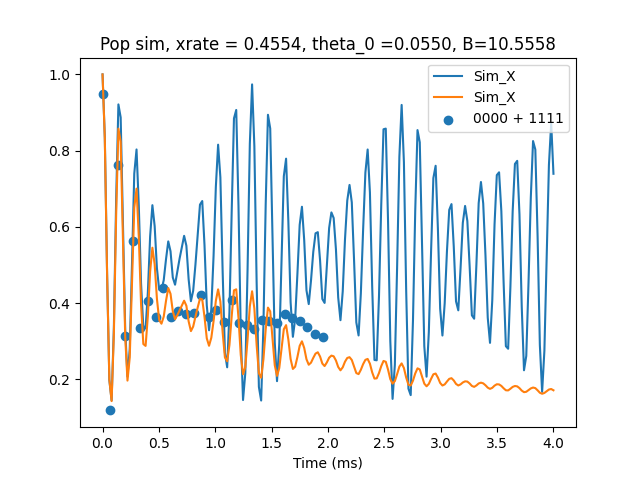 Pop sim, xrate = 0.4554, theta_0 =0.0550, B=10.5558
Sim_X
Sim_X
0000 + 1111
1.0
0.8
0.6
0.4
0.2
0.0 0.5 1.0 1.5 2.0 2.5 3.0 3.5 4.0
Time (ms)